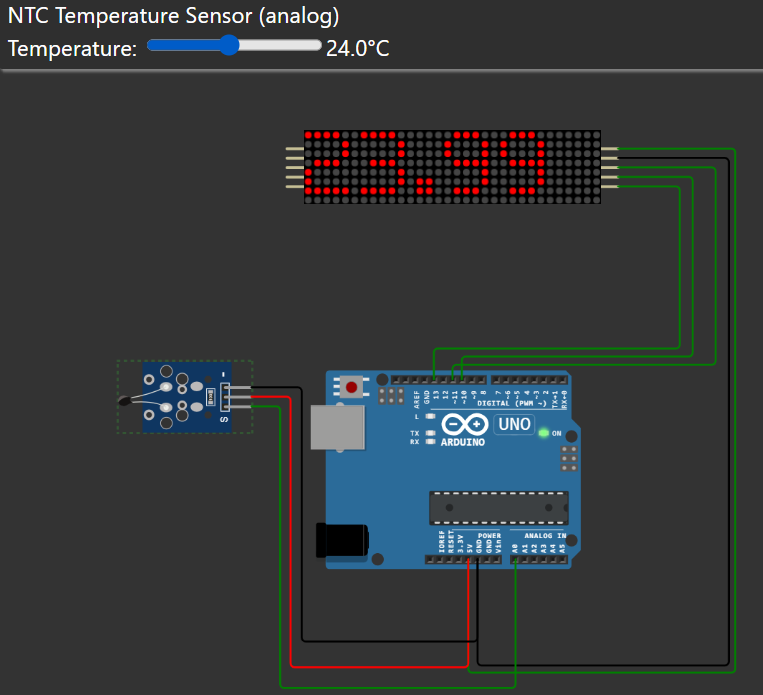 NTC Temperature Sensor (analog)
Temperature: 24.0°C
23.99
S
-
AREF
GND
13
12
~11
~10
~9
8
7
~6
~5
4
~3
2
TX→1
RX←0
DIGITAL (PWM ~)
L
TX
RX
ARDUINO
UNO
ON
POWER
ANALOG IN
IOREF
RESET
3.3V
5V
GND
GND
Vin
A0
A1
A2
A3
A4
A5